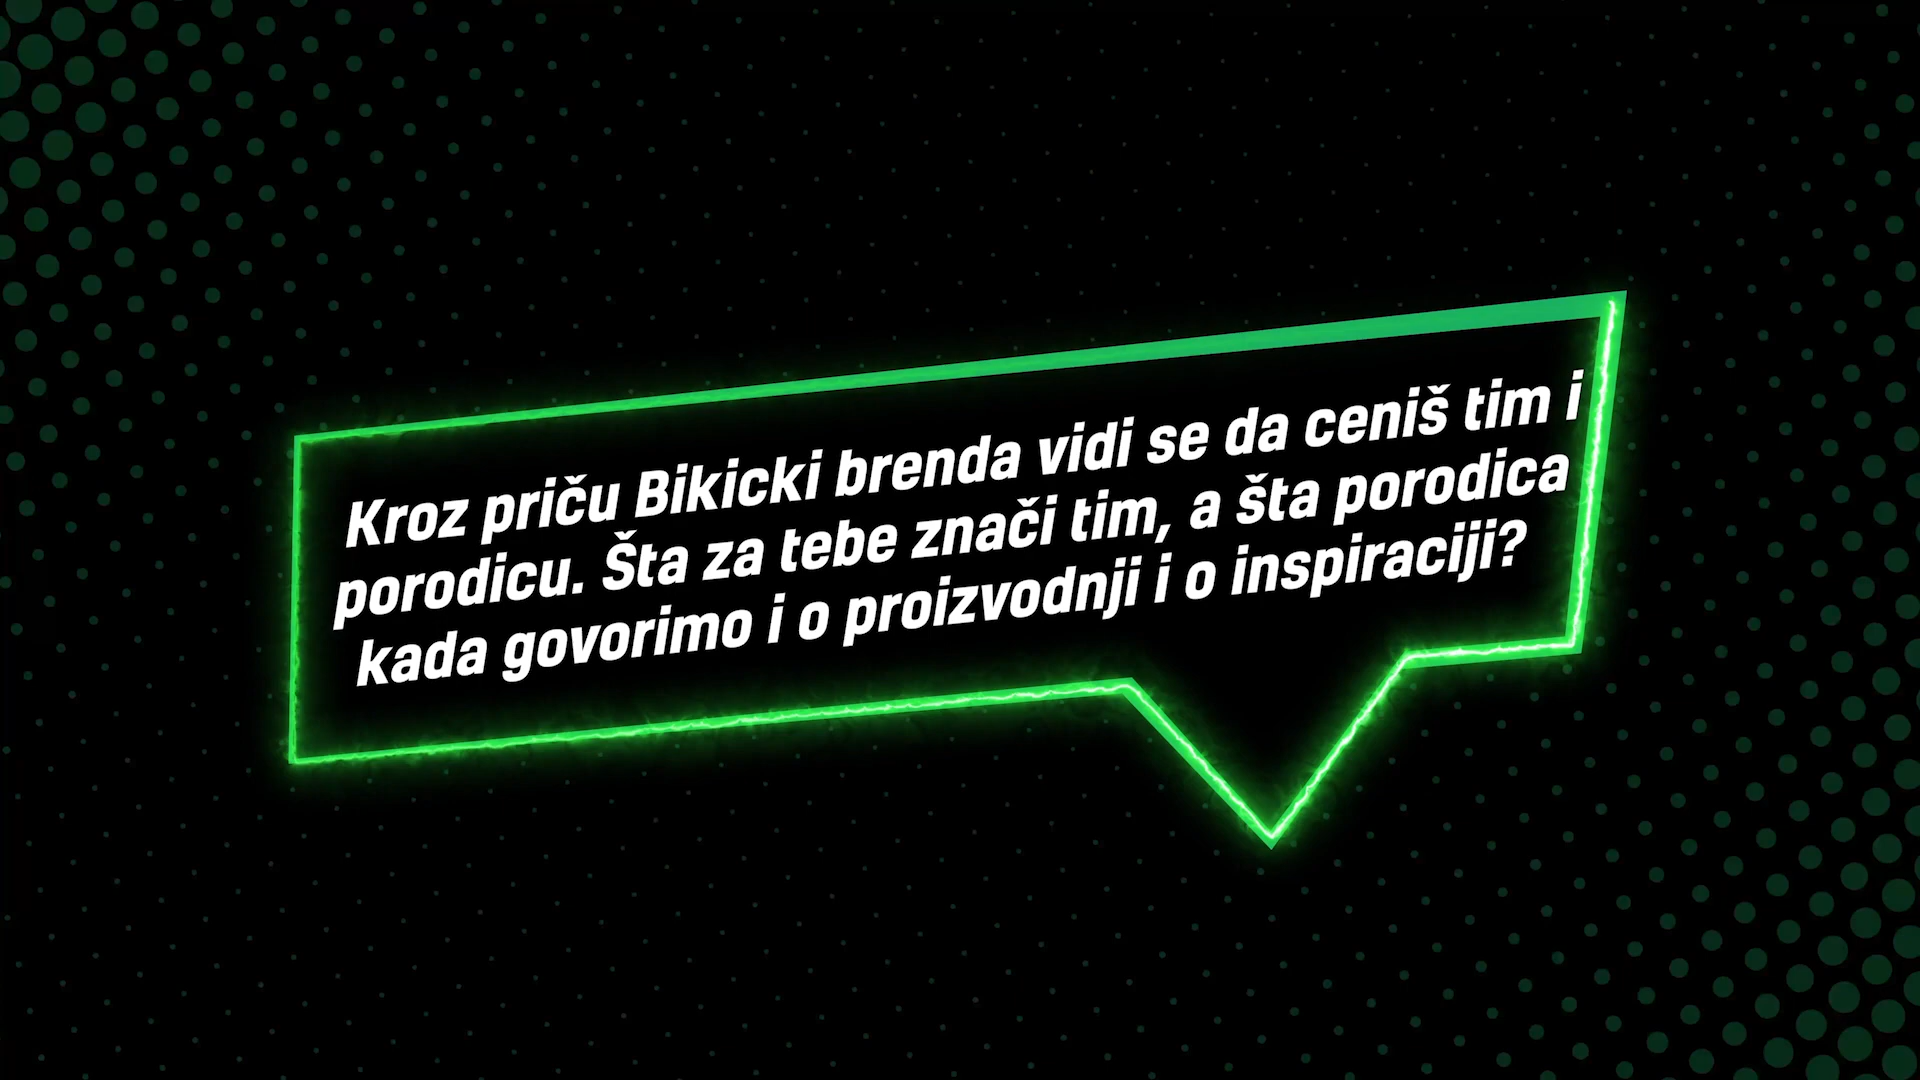 Kroz priču Bikicki brenda vidi se da ceniš tim i
porodicu. Šta za tebe znači tim, a šta porodica
kada govorimo i o proizvodnji i o inspiraciji?